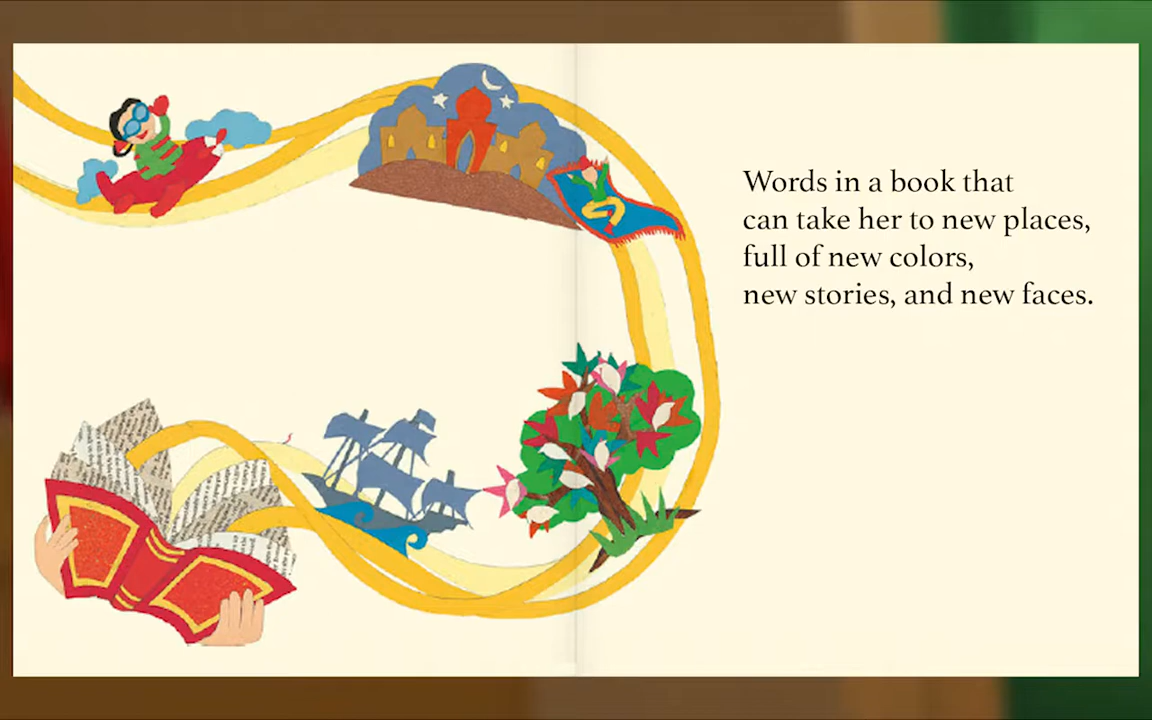 Words in a book that
can take her to new places,
full of new colors,
new stories, and new faces.